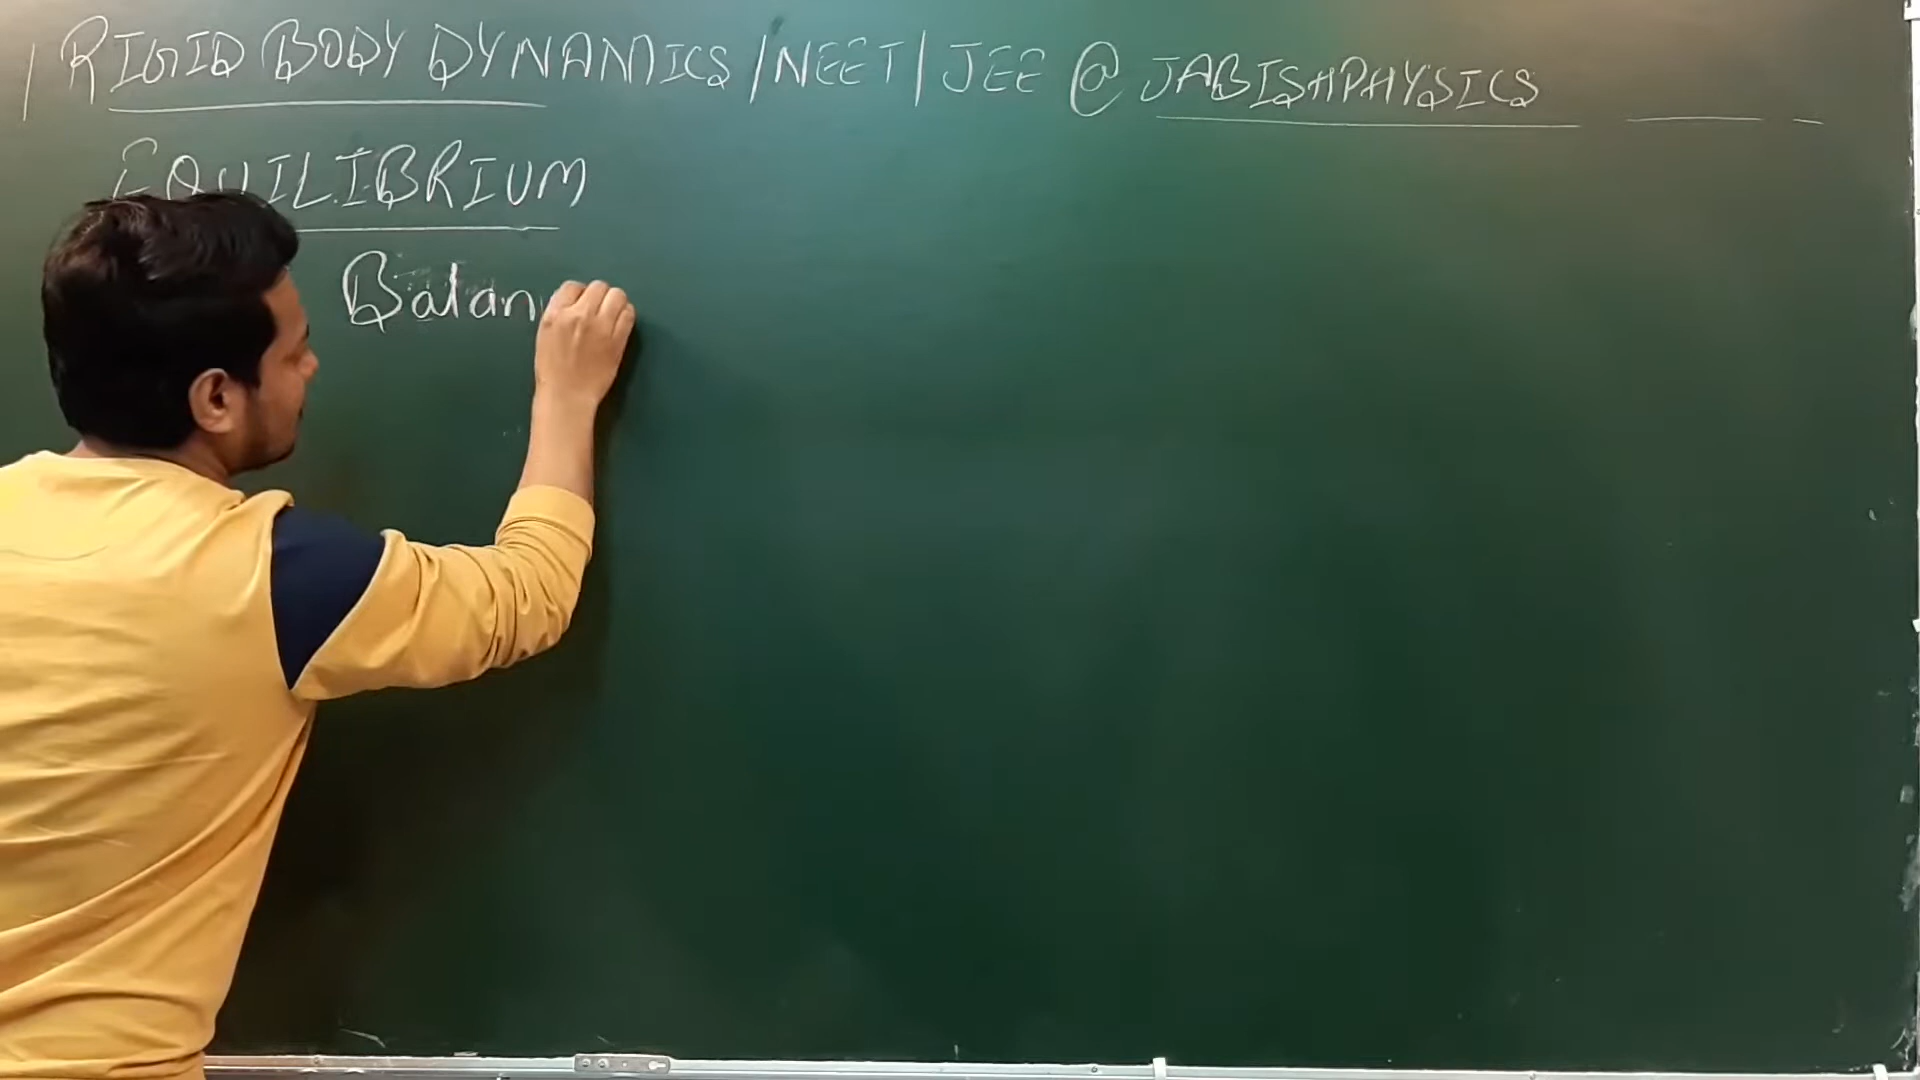 | RIGID BODY DYNAMICS / NEET / JEE @ JABISHPHYSICS
EQUILIBRIUM
Balan